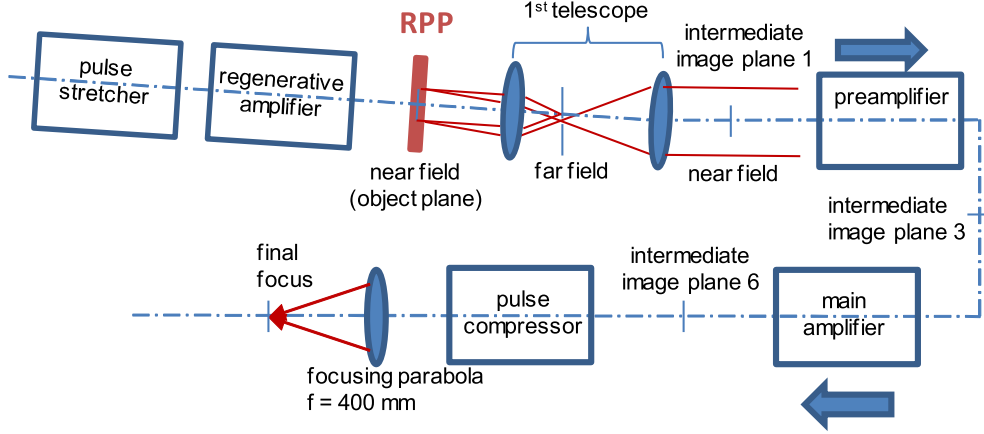 RPP
1st telescope
intermediate
image plane 1
pulse
stretcher
regenerative
amplifier
preamplifier
near field
(object plane)
far field
near field
intermediate
image plane 3
final
focus
intermediate
image plane 6
pulse
compressor
main
amplifier
focusing parabola
f = 400 mm